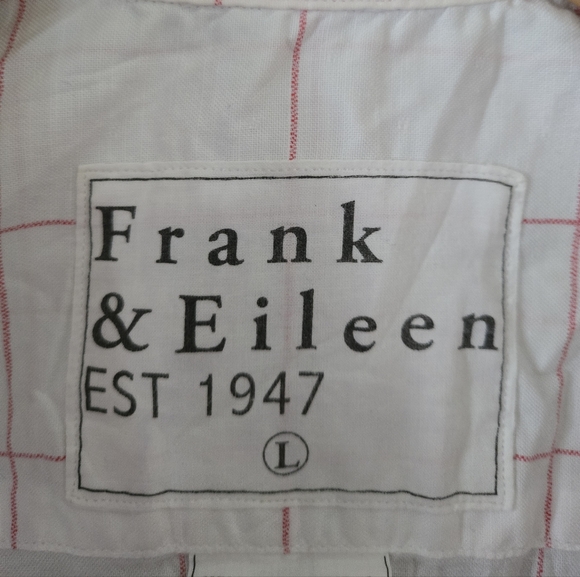 Frank
& Eileen
EST 1947
L